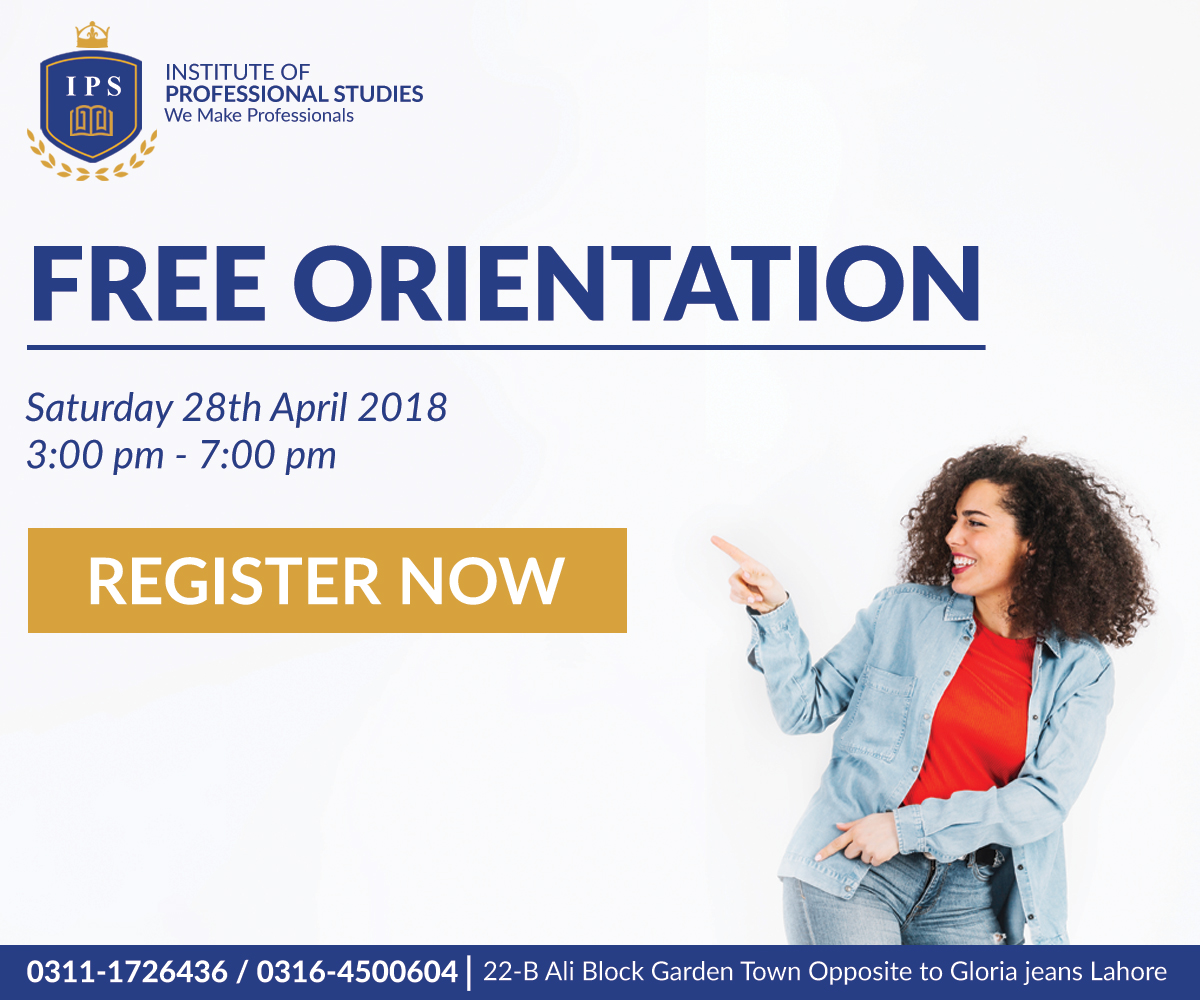 I P S
INSTITUTE OF
PROFESSIONAL STUDIES
We Make Professionals
FREE ORIENTATION
Saturday 28th April 2018
3:00 pm - 7:00 pm
REGISTER NOW
0311-1726436 / 0316-4500604 | 22-B Ali Block Garden Town Opposite to Gloria jeans Lahore